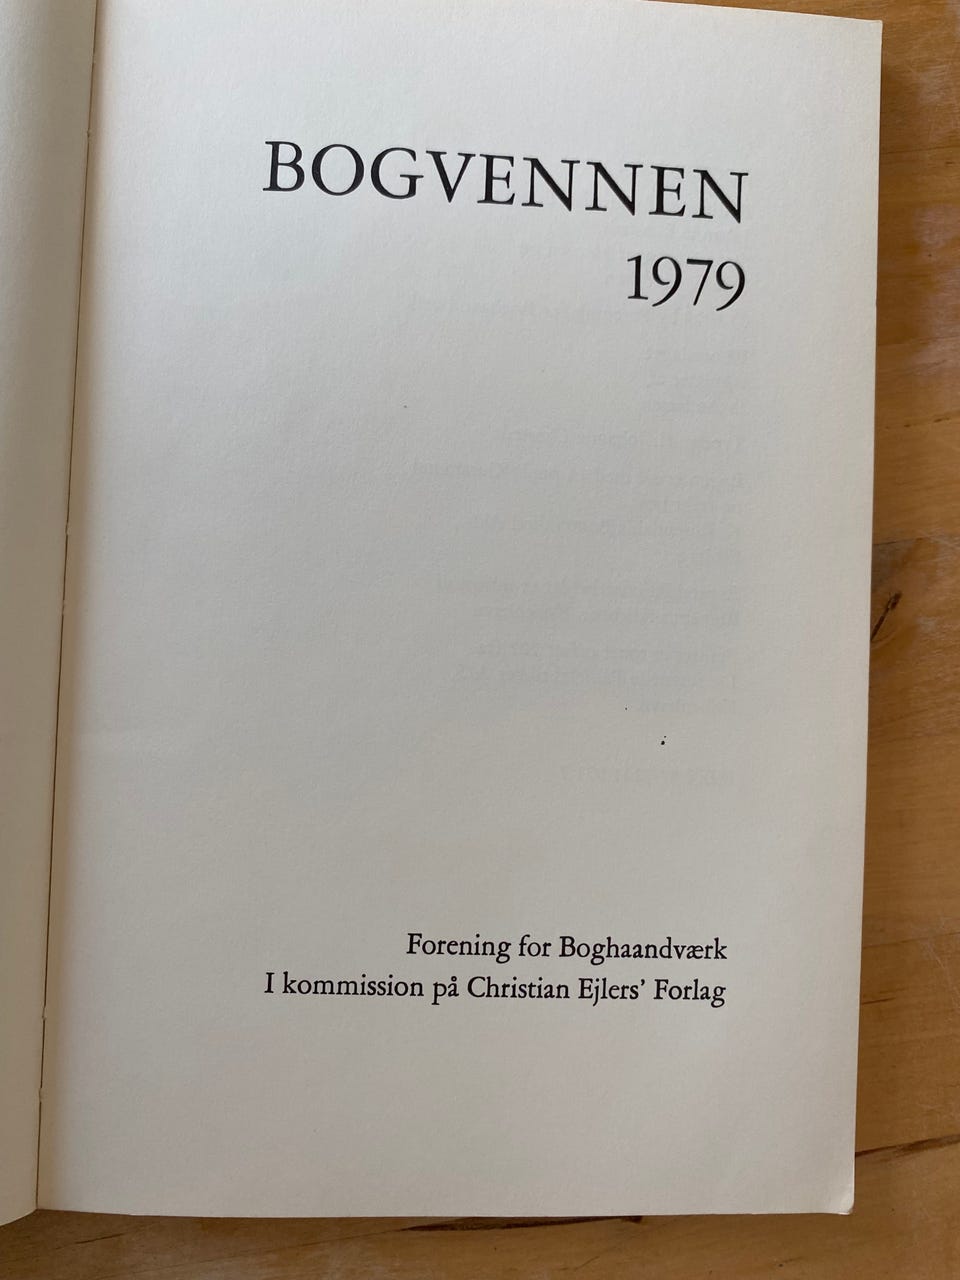 BOGVENNEN
1979
Forening for Boghaandværk
I kommission på Christian Ejlers’ Forlag